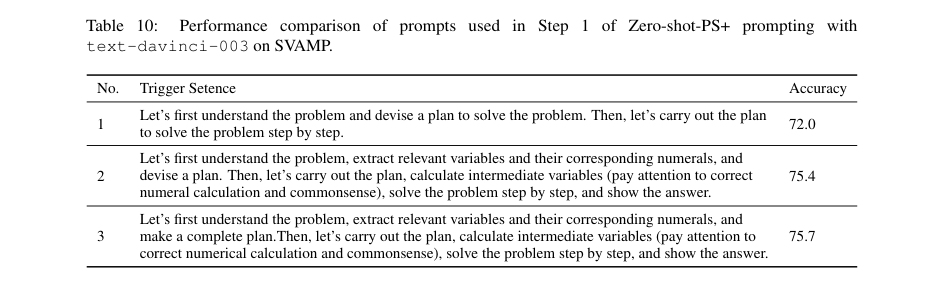 Table 10: Performance comparison of prompts used in Step 1 of Zero-shot-PS+ prompting with
text-davinci-003 on SVAMP.
No. Trigger Setence Accuracy
Let's first understand the problem and devise a plan to solve the problem. Then, let's carry out the plan
1 72.0
to solve the problem step by step.
Let's first understand the problem, extract relevant variables and their corresponding numerals, and
2 devise a plan. Then, let's carry out the plan, calculate intermediate variables (pay attention to correct 75.4
numeral calculation and commonsense), solve the problem step by step, and show the answer.
Let's first understand the problem, extract relevant variables and their corresponding numerals, and
3 make a complete plan.Then, let's carry out the plan, calculate intermediate variables (pay attention to 75.7
correct numerical calculation and commonsense), solve the problem step by step, and show the answer.